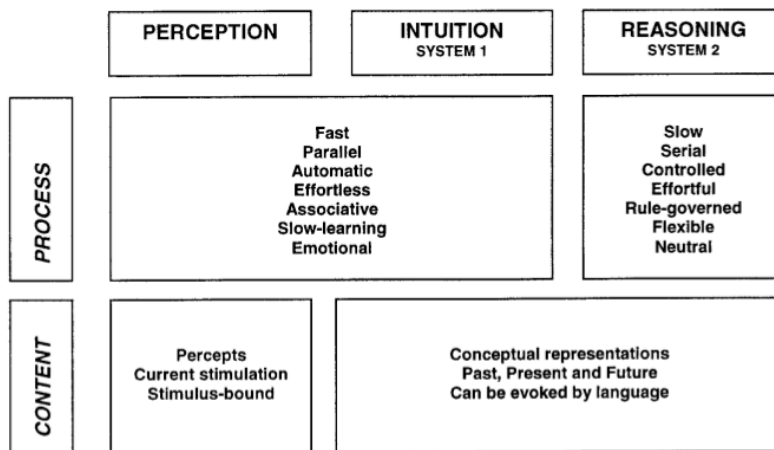 PERCEPTION
INTUITION
SYSTEM 1
REASONING
SYSTEM 2
PROCESS
Fast
Parallel
Automatic
Effortless
Associative
Slow-learning
Emotional
Slow
Serial
Controlled
Effortful
Rule-governed
Flexible
Neutral
CONTENT
Percepts
Current stimulation
Stimulus-bound
Conceptual representations
Past, Present and Future
Can be evoked by language